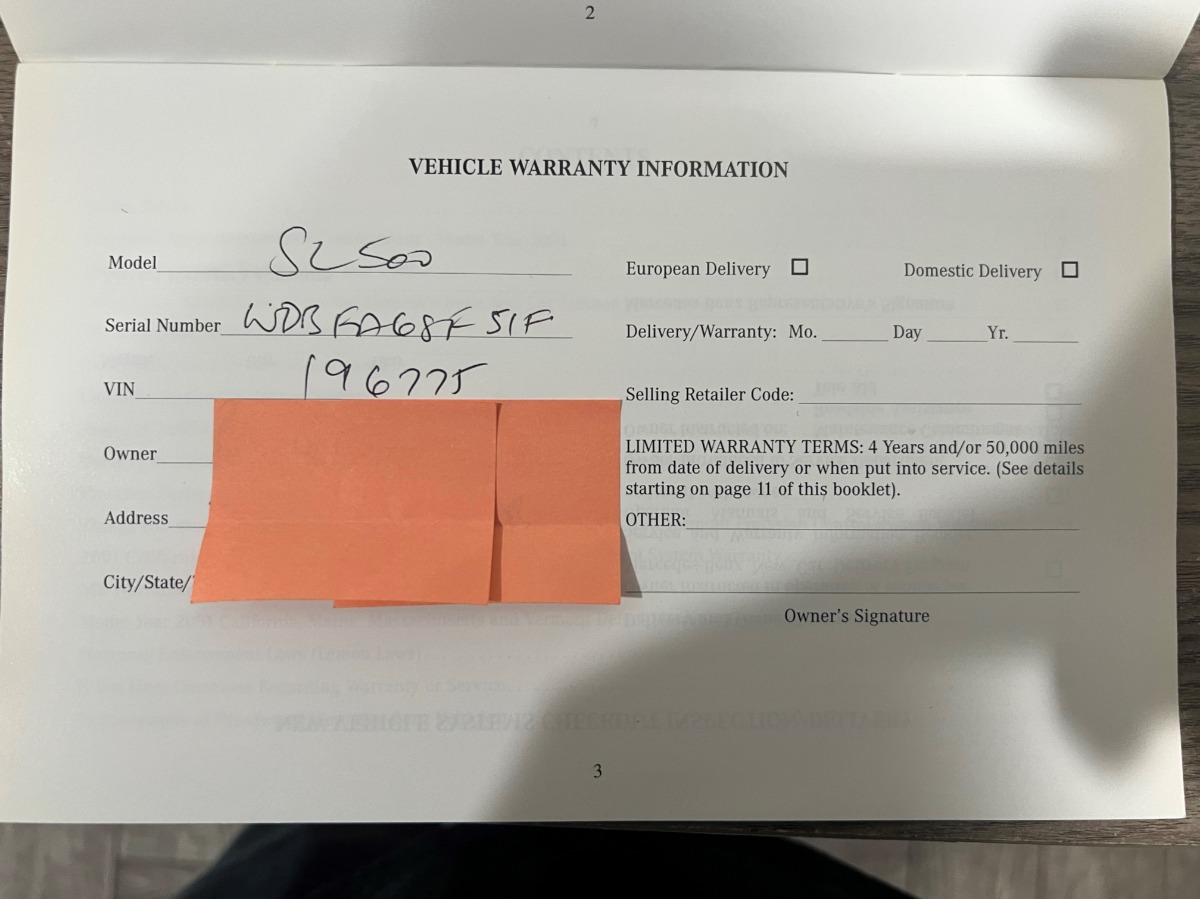 2
VEHICLE WARRANTY INFORMATION
Model SL500
Serial Number WDBFA68F51F
VIN 196775
Owner
Address
City/State/
European Delivery ☐ Domestic Delivery ☐
Delivery/Warranty: Mo. Day Yr.
Selling Retailer Code:
LIMITED WARRANTY TERMS: 4 Years and/or 50,000 miles
from date of delivery or when put into service. (See details
starting on page 11 of this booklet).
OTHER:
Owner's Signature
3